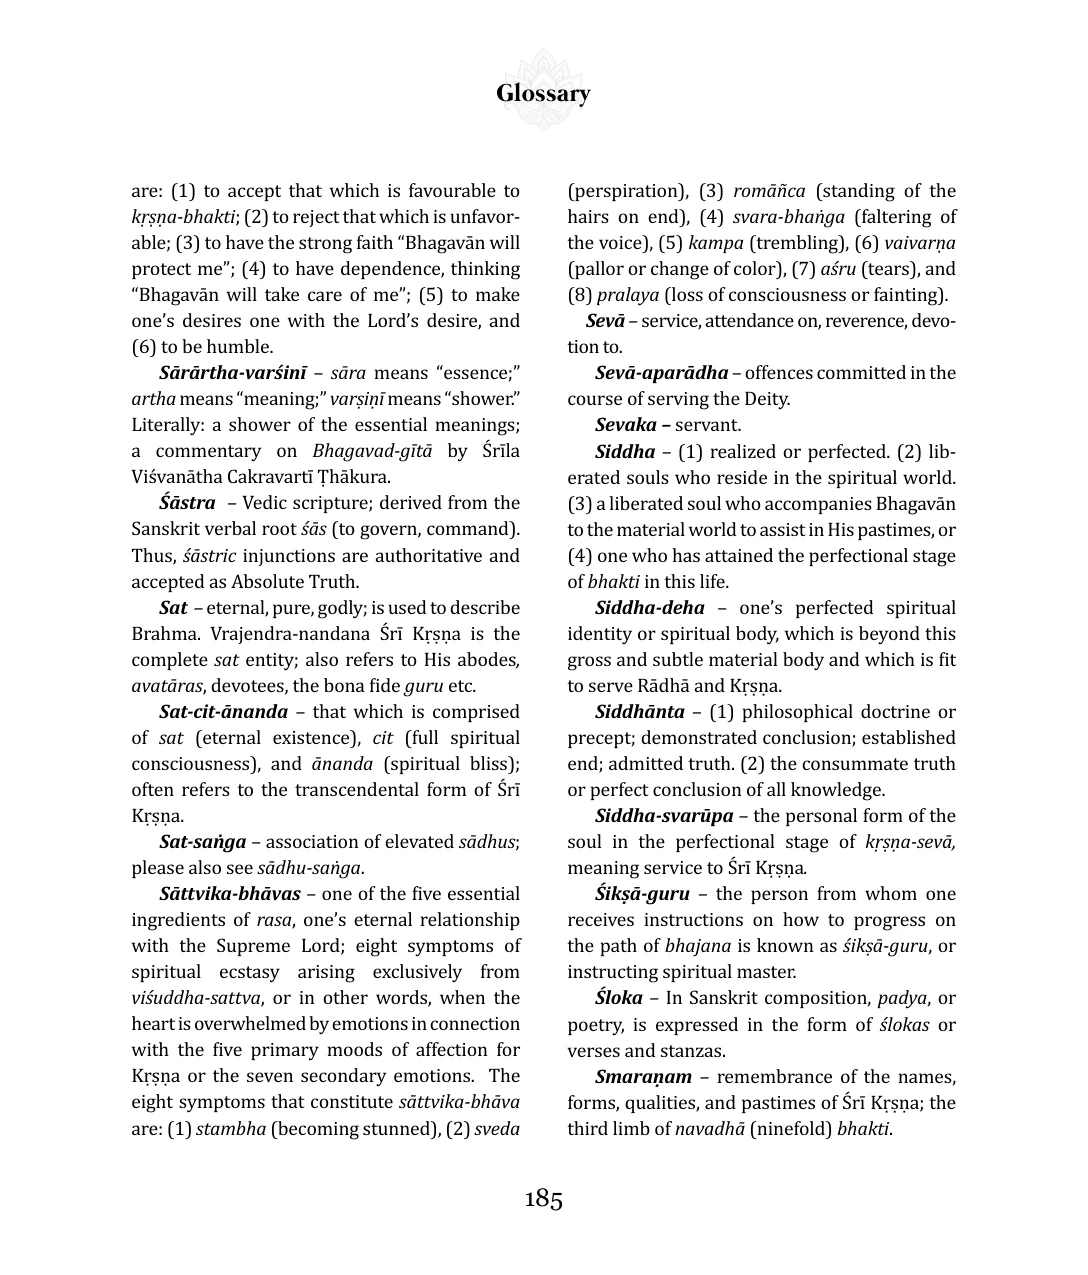 Glossary
are: (1) to accept that which is favourable to
kṛṣṇa-bhakti; (2) to reject that which is unfavor-
able; (3) to have the strong faith “Bhagavān will
protect me”; (4) to have dependence, thinking
“Bhagavān will take care of me”; (5) to make
one’s desires one with the Lord’s desire, and
(6) to be humble.
Sārārtha-varśinī – sāra means “essence;”
artha means “meaning;” varṣiṇī means “shower.”
Literally: a shower of the essential meanings;
a commentary on Bhagavad-gītā by Śrīla
Viśvanātha Cakravartī Ṭhākura.
Śāstra – Vedic scripture; derived from the
Sanskrit verbal root śās (to govern, command).
Thus, śāstric injunctions are authoritative and
accepted as Absolute Truth.
Sat – eternal, pure, godly; is used to describe
Brahma. Vrajendra-nandana Śrī Kṛṣṇa is the
complete sat entity; also refers to His abodes,
avatāras, devotees, the bona fide guru etc.
Sat-cit-ānanda – that which is comprised
of sat (eternal existence), cit (full spiritual
consciousness), and ānanda (spiritual bliss);
often refers to the transcendental form of Śrī
Kṛṣṇa.
Sat-saṅga – association of elevated sādhus;
please also see sādhu-saṅga.
Sāttvika-bhāvas – one of the five essential
ingredients of rasa, one’s eternal relationship
with the Supreme Lord; eight symptoms of
spiritual ecstasy arising exclusively from
viśuddha-sattva, or in other words, when the
heart is overwhelmed by emotions in connection
with the five primary moods of affection for
Kṛṣṇa or the seven secondary emotions. The
eight symptoms that constitute sāttvika-bhāva
are: (1) stambha (becoming stunned), (2) sveda
(perspiration), (3) romāñca (standing of the
hairs on end), (4) svara-bhaṅga (faltering of
the voice), (5) kampa (trembling), (6) vaivarṇa
(pallor or change of color), (7) aśru (tears), and
(8) pralaya (loss of consciousness or fainting).
Sevā – service, attendance on, reverence, devo-
tion to.
Sevā-aparādha – offences committed in the
course of serving the Deity.
Sevaka – servant.
Siddha – (1) realized or perfected. (2) lib-
erated souls who reside in the spiritual world.
(3) a liberated soul who accompanies Bhagavān
to the material world to assist in His pastimes, or
(4) one who has attained the perfectional stage
of bhakti in this life.
Siddha-deha – one’s perfected spiritual
identity or spiritual body, which is beyond this
gross and subtle material body and which is fit
to serve Rādhā and Kṛṣṇa.
Siddhānta – (1) philosophical doctrine or
precept; demonstrated conclusion; established
end; admitted truth. (2) the consummate truth
or perfect conclusion of all knowledge.
Siddha-svarūpa – the personal form of the
soul in the perfectional stage of kṛṣṇa-sevā,
meaning service to Śrī Kṛṣṇa.
Śikṣā-guru – the person from whom one
receives instructions on how to progress on
the path of bhajana is known as śikṣā-guru, or
instructing spiritual master.
Śloka – In Sanskrit composition, padya, or
poetry, is expressed in the form of ślokas or
verses and stanzas.
Smaraṇam – remembrance of the names,
forms, qualities, and pastimes of Śrī Kṛṣṇa; the
third limb of navadhā (ninefold) bhakti.
185